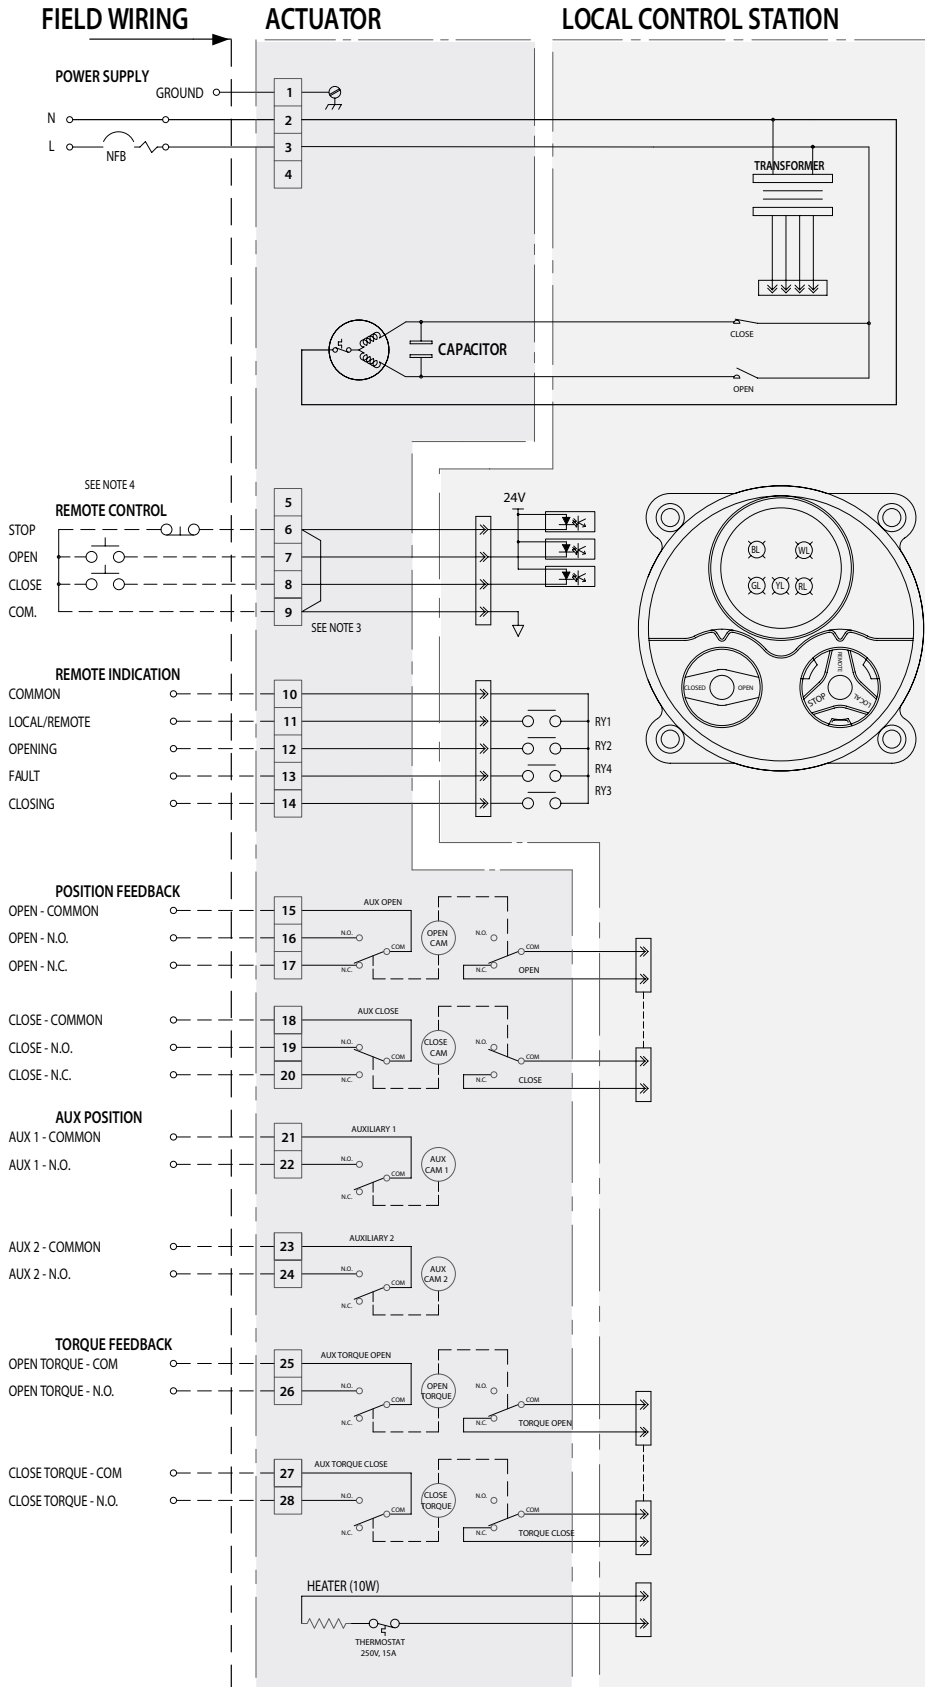 FIELD WIRING ACTUATOR LOCAL CONTROL STATION
POWER SUPPLY
GROUND 1
N 2
L NFB 3
4
TRANSFORMER
CLOSE
CAPACITOR
OPEN
SEE NOTE 4
REMOTE CONTROL
24V
5
STOP 6
OPEN 7
CLOSE 8
COM. 9
SEE NOTE 3
BL WL
GL YL RL
CLOSED OPEN
REMOTE
STOP LOCAL
REMOTE INDICATION
COMMON 10
LOCAL/REMOTE 11 RY1
OPENING 12 RY2
FAULT 13 RY4
CLOSING 14 RY3
POSITION FEEDBACK
OPEN - COMMON 15 AUX OPEN
OPEN - N.O. 16 N.O. COM OPEN CAM N.O. COM
OPEN - N.C. 17 N.C. N.C. OPEN
CLOSE - COMMON 18 AUX CLOSE
CLOSE - N.O. 19 N.O. COM CLOSE CAM N.O. COM
CLOSE - N.C. 20 N.C. N.C. CLOSE
AUX POSITION
AUX 1 - COMMON 21 AUXILIARY 1
AUX 1 - N.O. 22 N.O. COM AUX CAM 1
N.C.
AUX 2 - COMMON 23 AUXILIARY 2
AUX 2 - N.O. 24 N.O. COM AUX CAM 2
N.C.
TORQUE FEEDBACK
OPEN TORQUE - COM 25 AUX TORQUE OPEN
OPEN TORQUE - N.O. 26 N.O. COM OPEN TORQUE N.O. COM
N.C. N.C. TORQUE OPEN
CLOSE TORQUE - COM 27 AUX TORQUE CLOSE
CLOSE TORQUE - N.O. 28 N.O. COM CLOSE TORQUE N.O. COM
N.C. N.C. TORQUE CLOSE
HEATER (10W)
THERMOSTAT
250V, 15A